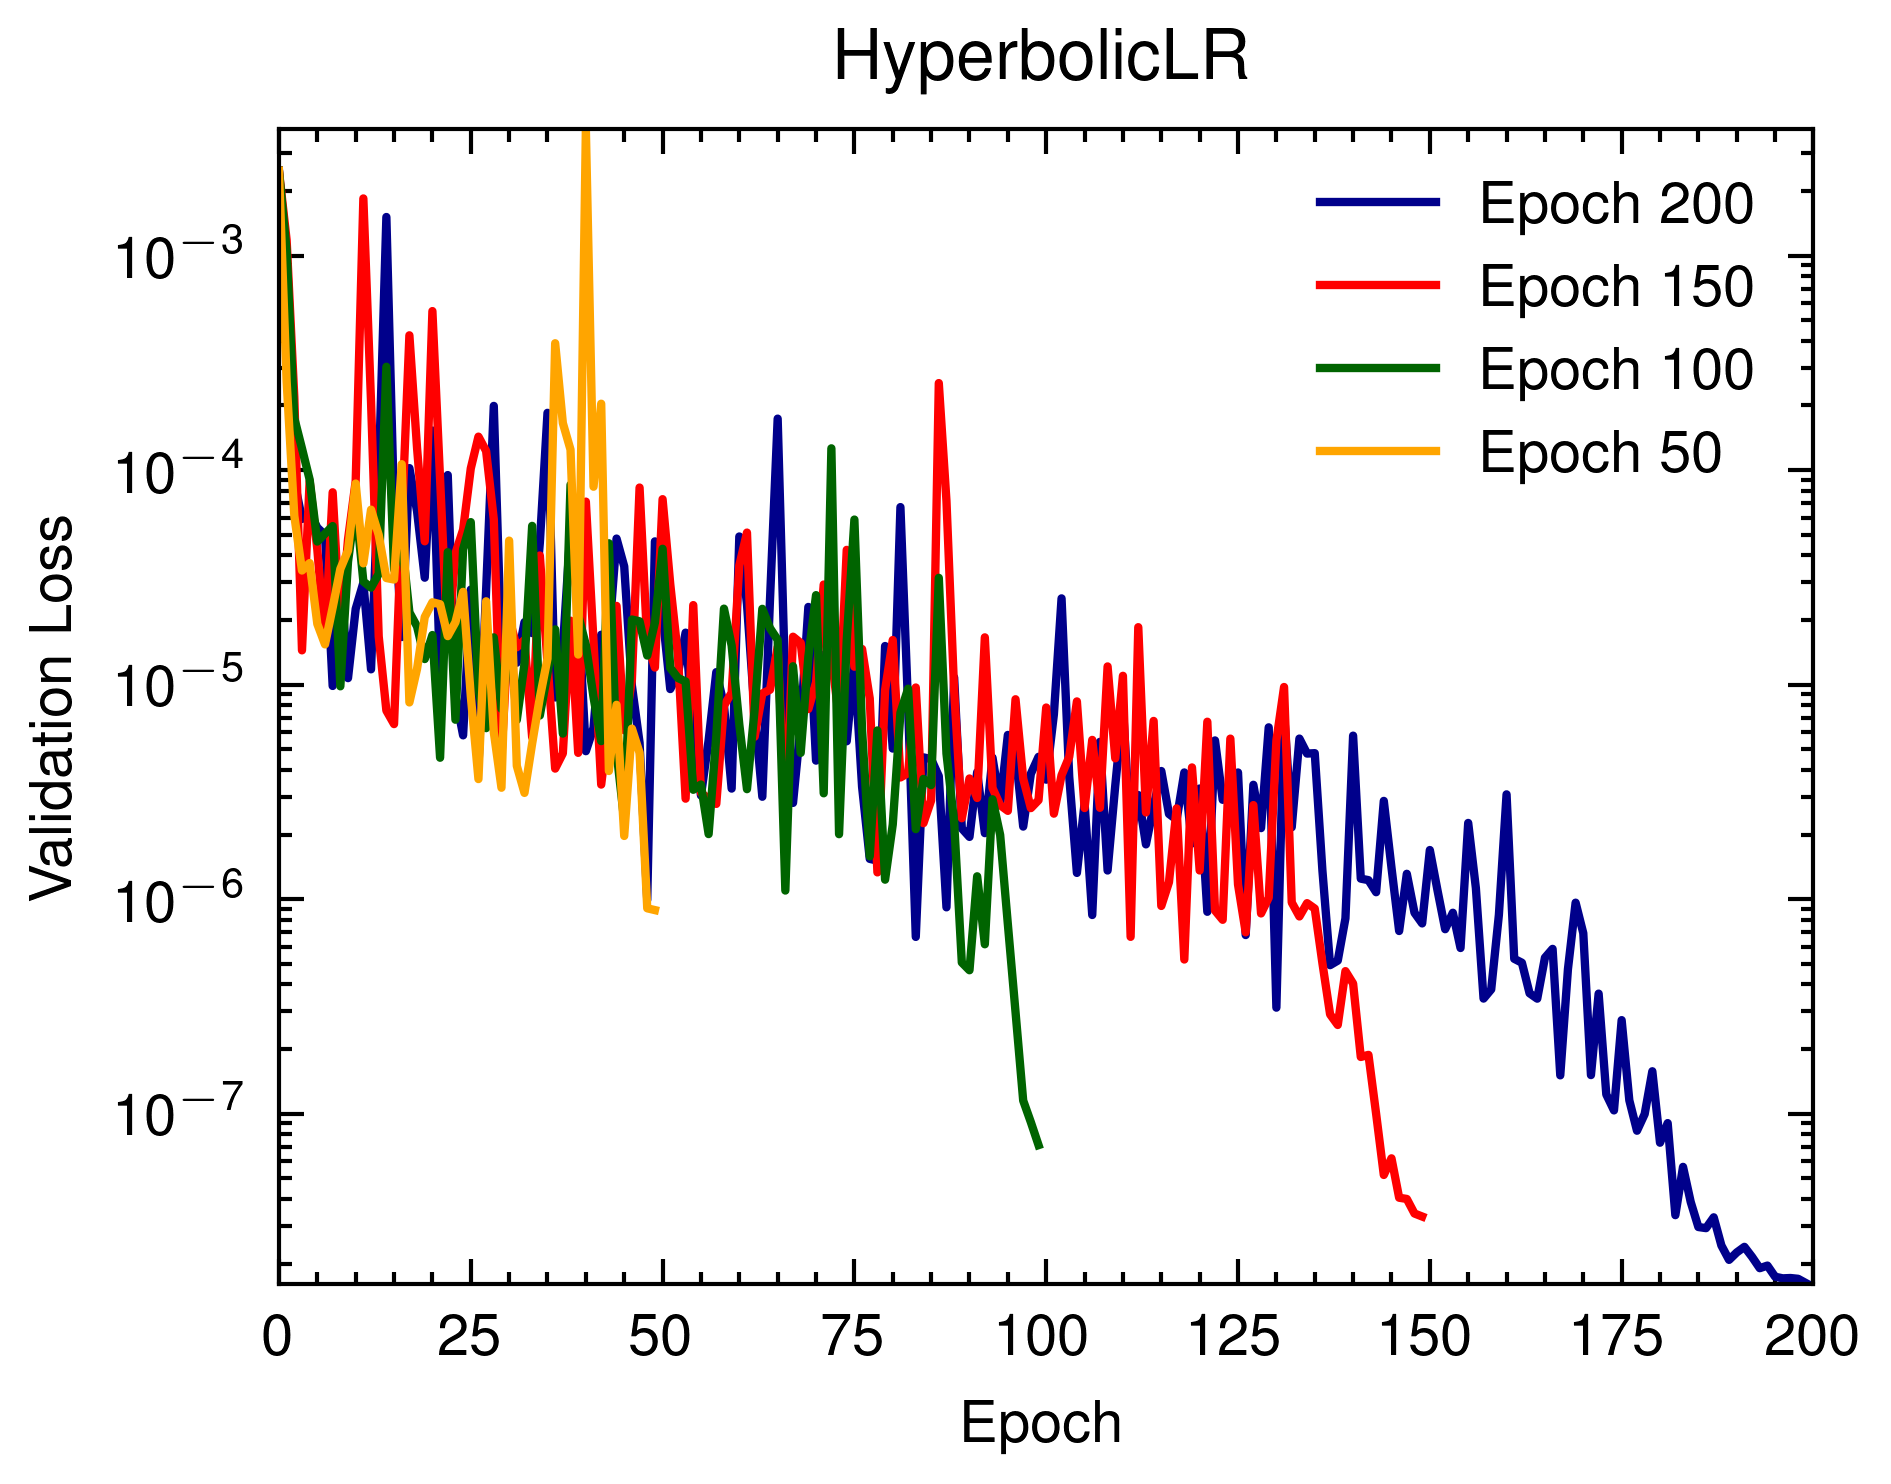 HyperbolicLR
Epoch 200
Epoch 150
Epoch 100
Epoch 50
Validation Loss
10⁻³
10⁻⁴
10⁻⁵
10⁻⁶
10⁻⁷
0 25 50 75 100 125 150 175 200
Epoch